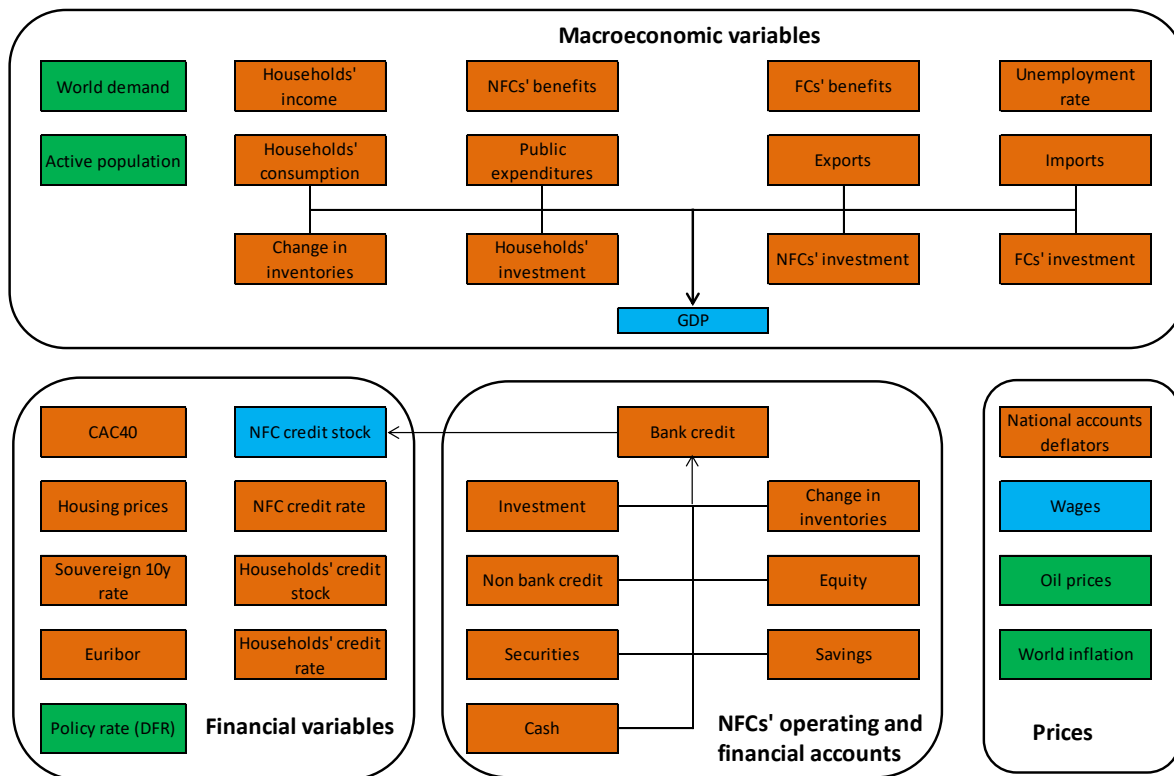 Macroeconomic variables
World demand
Households'
income
NFCs' benefits
FCs' benefits
Unemployment
rate
Active population
Households'
consumption
Public
expenditures
Exports
Imports
Change in
inventories
Households'
investment
NFCs' investment
FCs' investment
GDP
CAC40
NFC credit stock
Housing prices
NFC credit rate
Souvereign 10y
rate
Households' credit
stock
Euribor
Households' credit
rate
Policy rate (DFR)
Financial variables
Bank credit
Investment
Change in
inventories
Non bank credit
Equity
Securities
Savings
Cash
NFCs' operating and
financial accounts
National accounts
deflators
Wages
Oil prices
World inflation
Prices